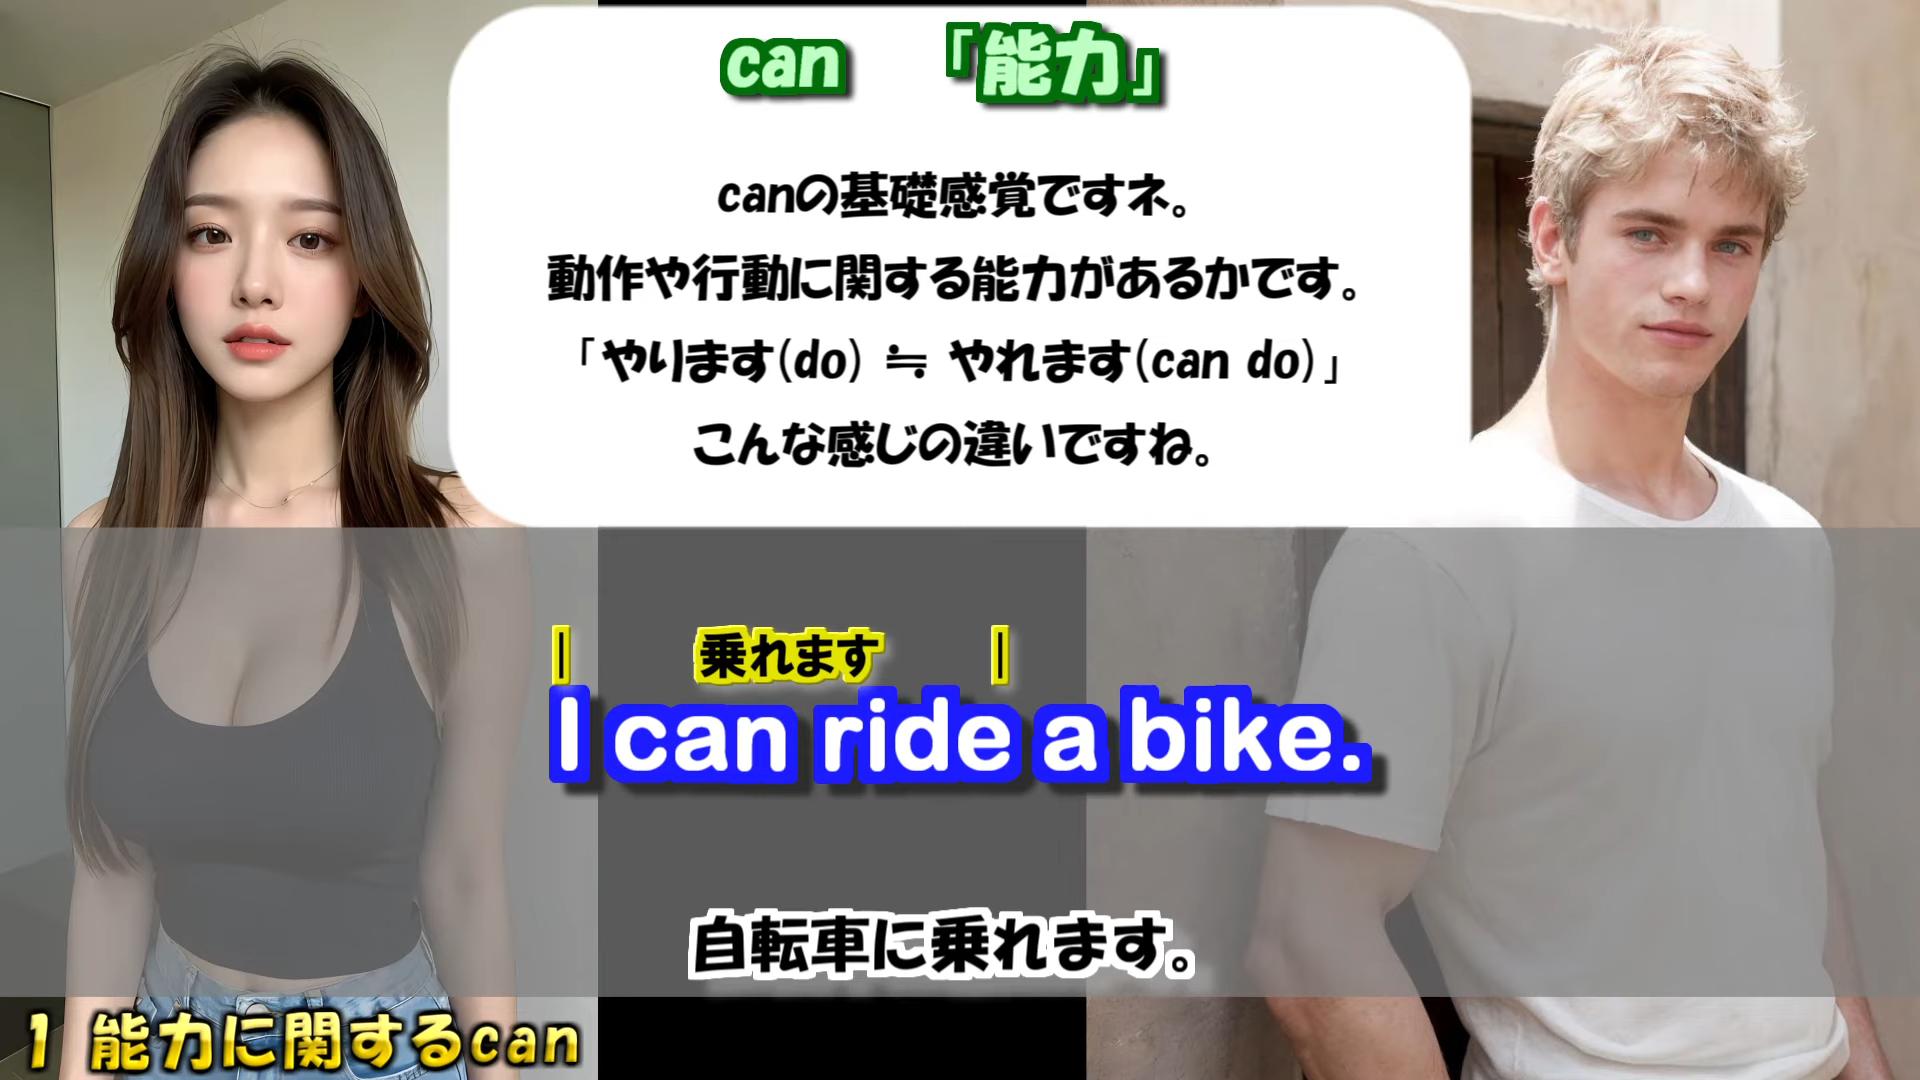 can 『能力』
canの基礎感覚ですネ。
動作や行動に関する能力があるかです。
「やります(do) ≒ やれます(can do)」
こんな感じの違いですね。
| 乗れます |
I can ride a bike.
自転車に乗れます。
1 能力に関するcan